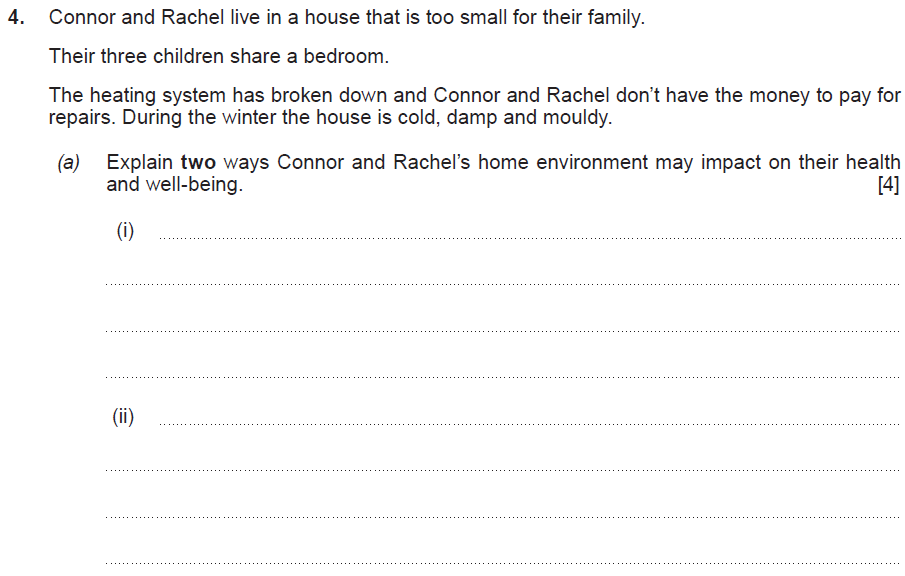 4. Connor and Rachel live in a house that is too small for their family.
Their three children share a bedroom.
The heating system has broken down and Connor and Rachel don't have the money to pay for
repairs. During the winter the house is cold, damp and mouldy.
(a) Explain two ways Connor and Rachel's home environment may impact on their health
and well-being. [4]
(i)
(ii)